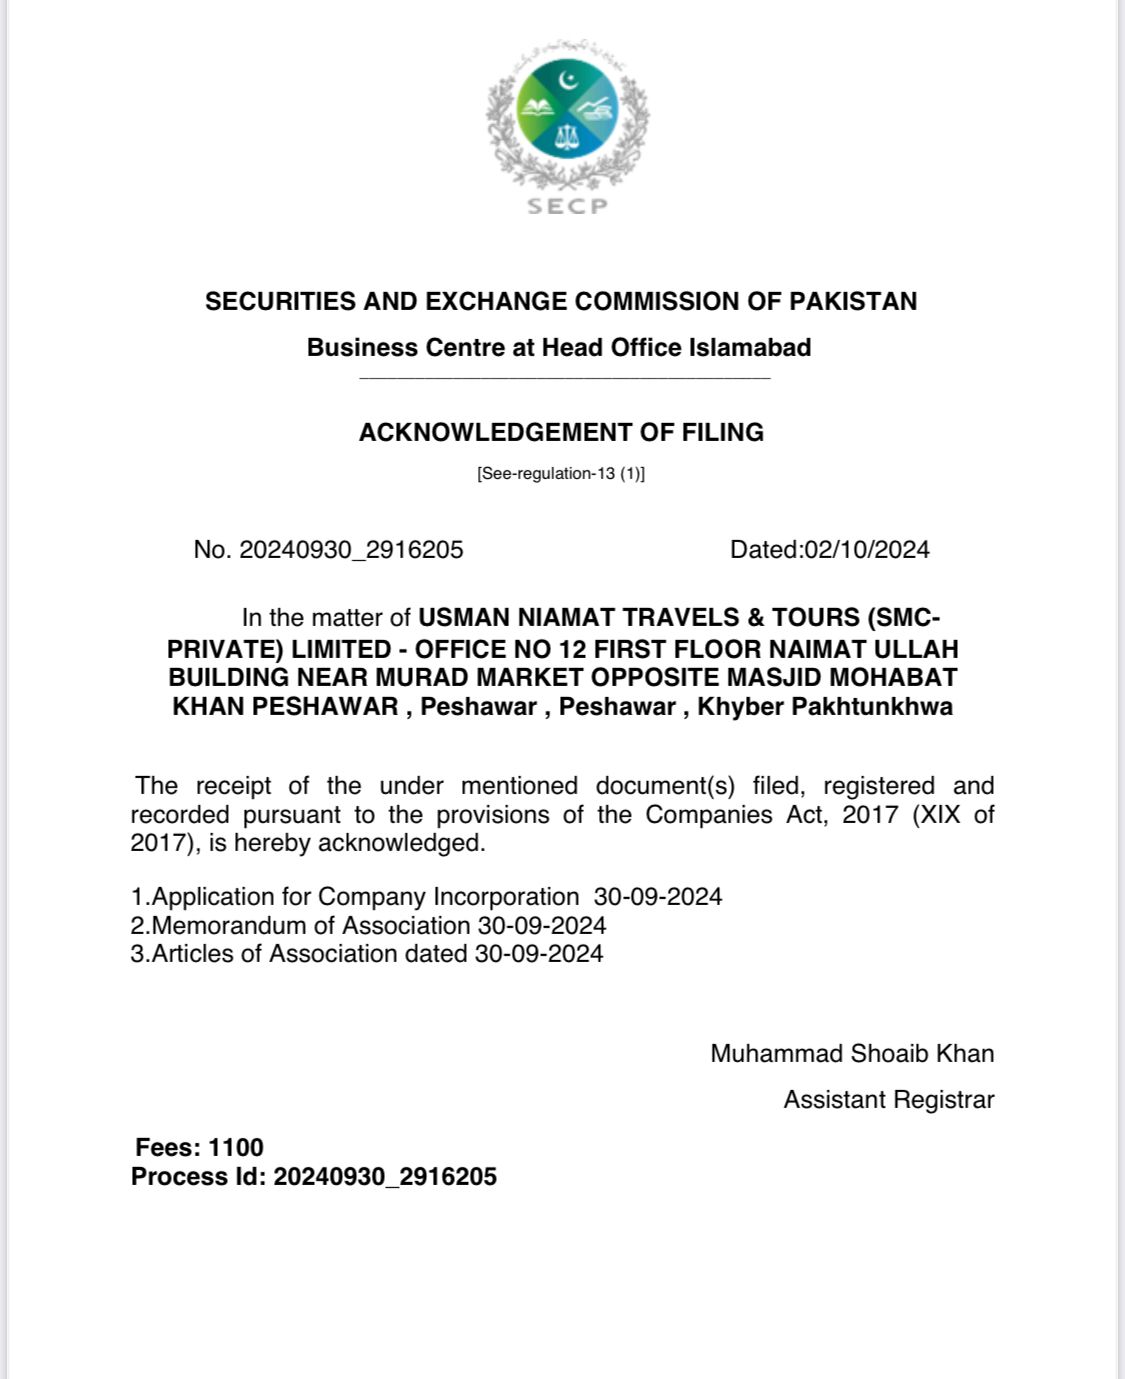 SECP
SECURITIES AND EXCHANGE COMMISSION OF PAKISTAN
Business Centre at Head Office Islamabad
ACKNOWLEDGEMENT OF FILING
[See-regulation-13 (1)]
No. 20240930_2916205 Dated:02/10/2024
In the matter of USMAN NIAMAT TRAVELS & TOURS (SMC-
PRIVATE) LIMITED - OFFICE NO 12 FIRST FLOOR NAIMAT ULLAH
BUILDING NEAR MURAD MARKET OPPOSITE MASJID MOHABAT
KHAN PESHAWAR , Peshawar , Peshawar , Khyber Pakhtunkhwa
The receipt of the under mentioned document(s) filed, registered and
recorded pursuant to the provisions of the Companies Act, 2017 (XIX of
2017), is hereby acknowledged.
1.Application for Company Incorporation  30-09-2024
2.Memorandum of Association 30-09-2024
3.Articles of Association dated 30-09-2024
Muhammad Shoaib Khan
Assistant Registrar
Fees: 1100
Process Id: 20240930_2916205